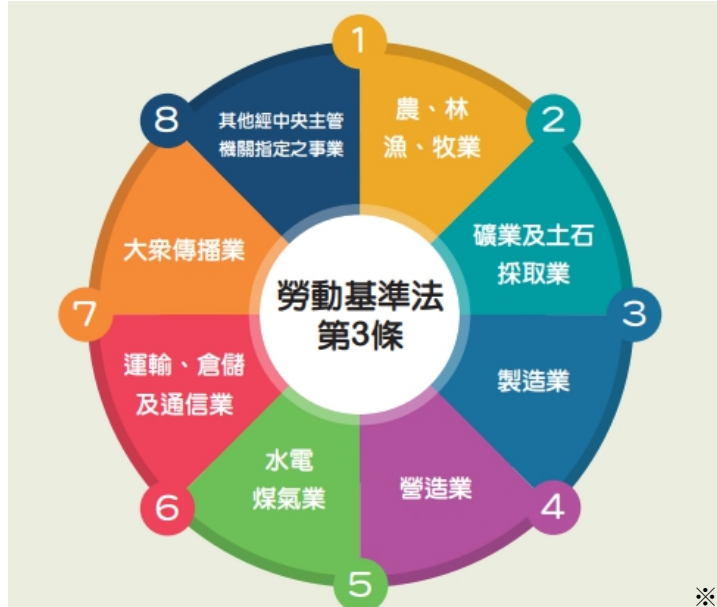 勞動基準法
第3條
1
農、林
漁、牧業
2
礦業及土石
採取業
3
製造業
4
營造業
5
水電
煤氣業
6
運輸、倉儲
及通信業
7
大眾傳播業
8
其他經中央主管
機關指定之事業
※